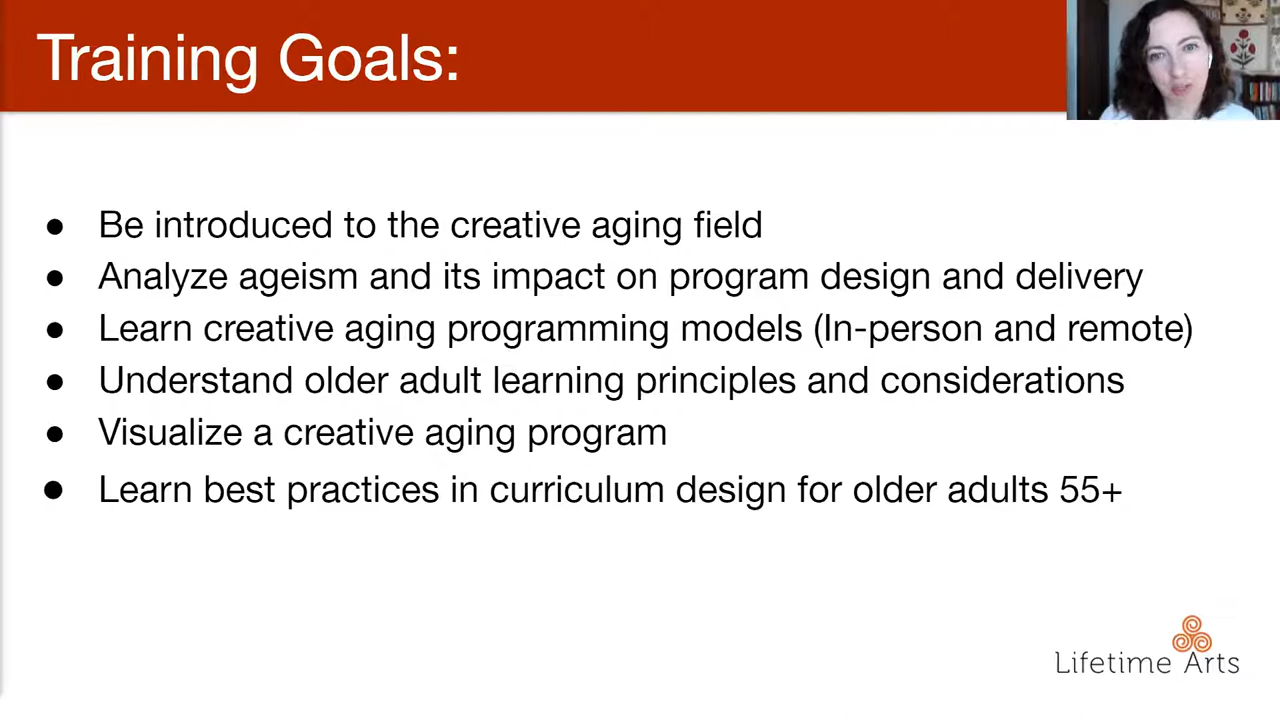 Training Goals:
● Be introduced to the creative aging field
● Analyze ageism and its impact on program design and delivery
● Learn creative aging programming models (In-person and remote)
● Understand older adult learning principles and considerations
● Visualize a creative aging program
● Learn best practices in curriculum design for older adults 55+
Lifetime Arts